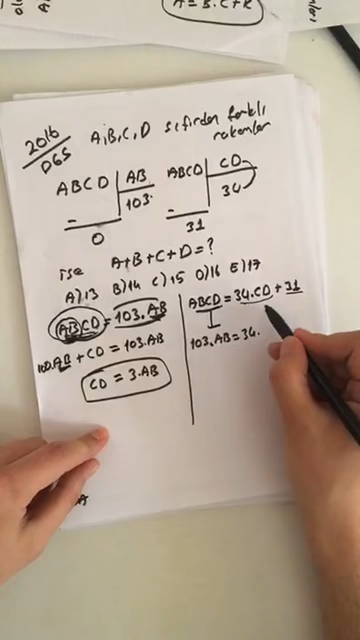 A = B.C+K
2016
DGS
A,B,C,D sıfırdan farklı
rakamlar
ABCD | AB
103
-
0
ABCD | CD
34
-
31
ise A+B+C+D=?
A) 13 B) 14 C) 15 D) 16 E) 17
ABCD = 103.AB
100.AB + CD = 103.AB
CD = 3.AB
ABCD = 34.CD + 31
103.AB = 34.